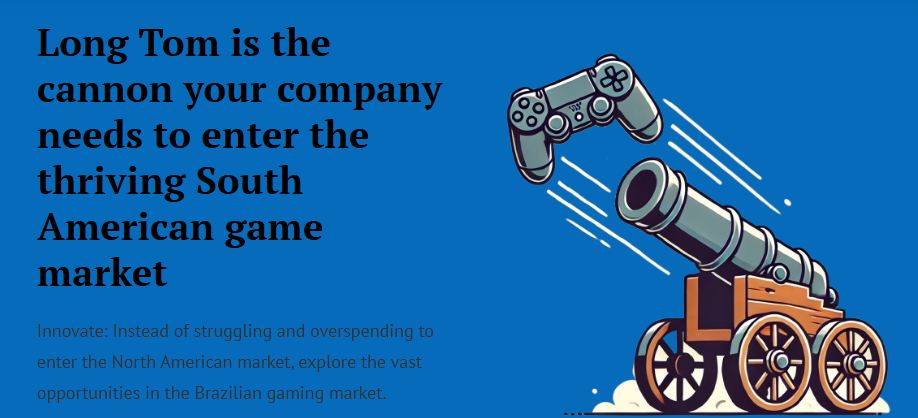 Long Tom is the
cannon your company
needs to enter the
thriving South
American game
market
Innovate: Instead of struggling and overspending to
enter the North American market, explore the vast
opportunities in the Brazilian gaming market.